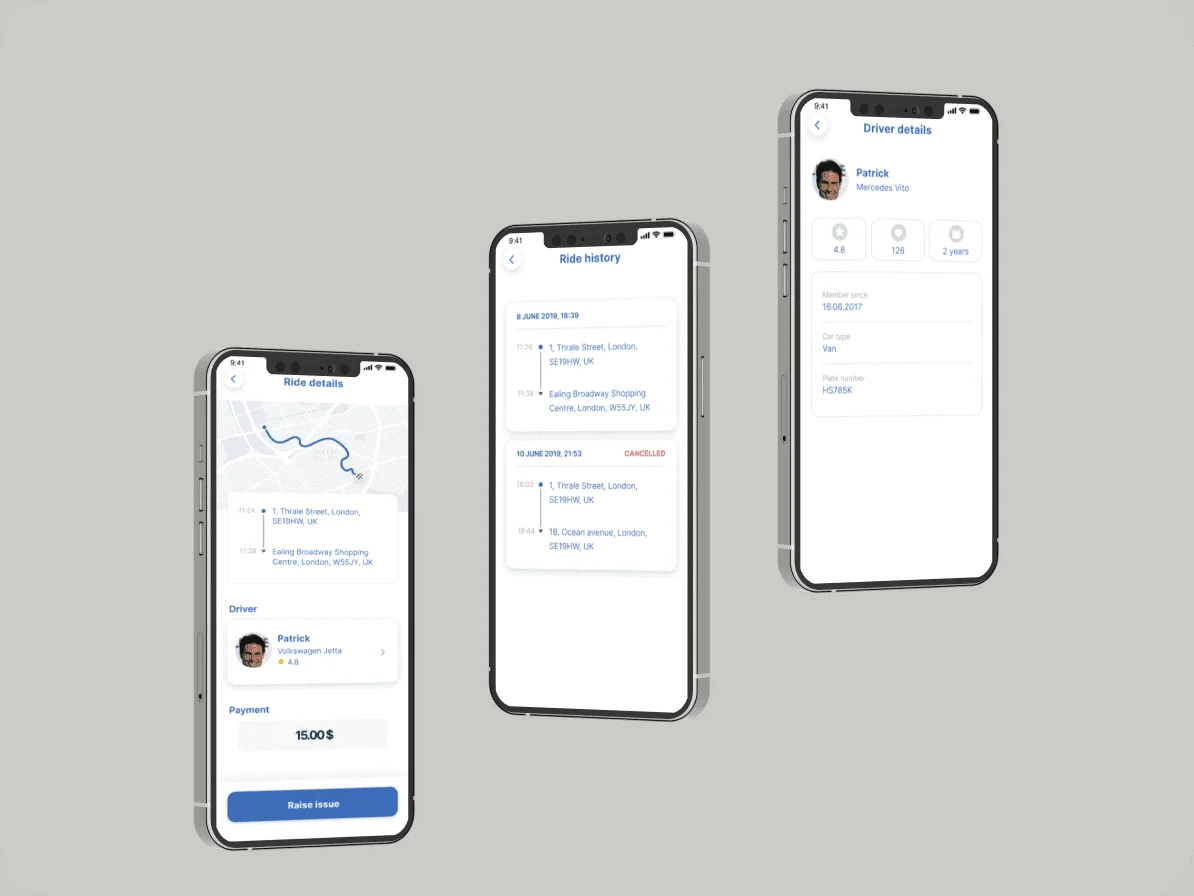 9:41
Ride details
11:24
1, Thrale Street, London,
SE19HW, UK
11:38
Ealing Broadway Shopping
Centre, London, W55JY, UK
Driver
Patrick
Volkswagen Jetta
4.8
Payment
15.00 $
Raise issue
9:41
Ride history
8 JUNE 2019, 18:39
11:24
1, Thrale Street, London,
SE19HW, UK
11:38
Ealing Broadway Shopping
Centre, London, W55JY, UK
10 JUNE 2019, 21:53 CANCELLED
18:03
1, Thrale Street, London,
SE19HW, UK
19:44
18, Ocean avenue, London,
SE19HW, UK
9:41
Driver details
Patrick
Mercedes Vito
4.8 126 2 years
Member since
16.06.2017
Car type
Van
Plate number
HS785K